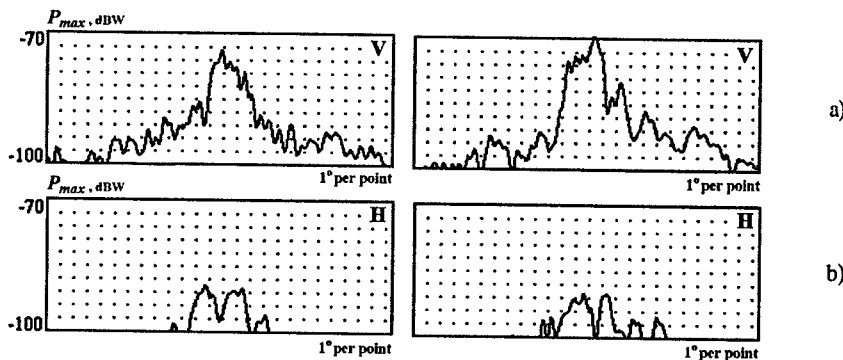 P_max, dBW
-70
V
V
a)
-100
1° per point
1° per point
P_max, dBW
-70
H
H
b)
-100
1° per point
1° per point